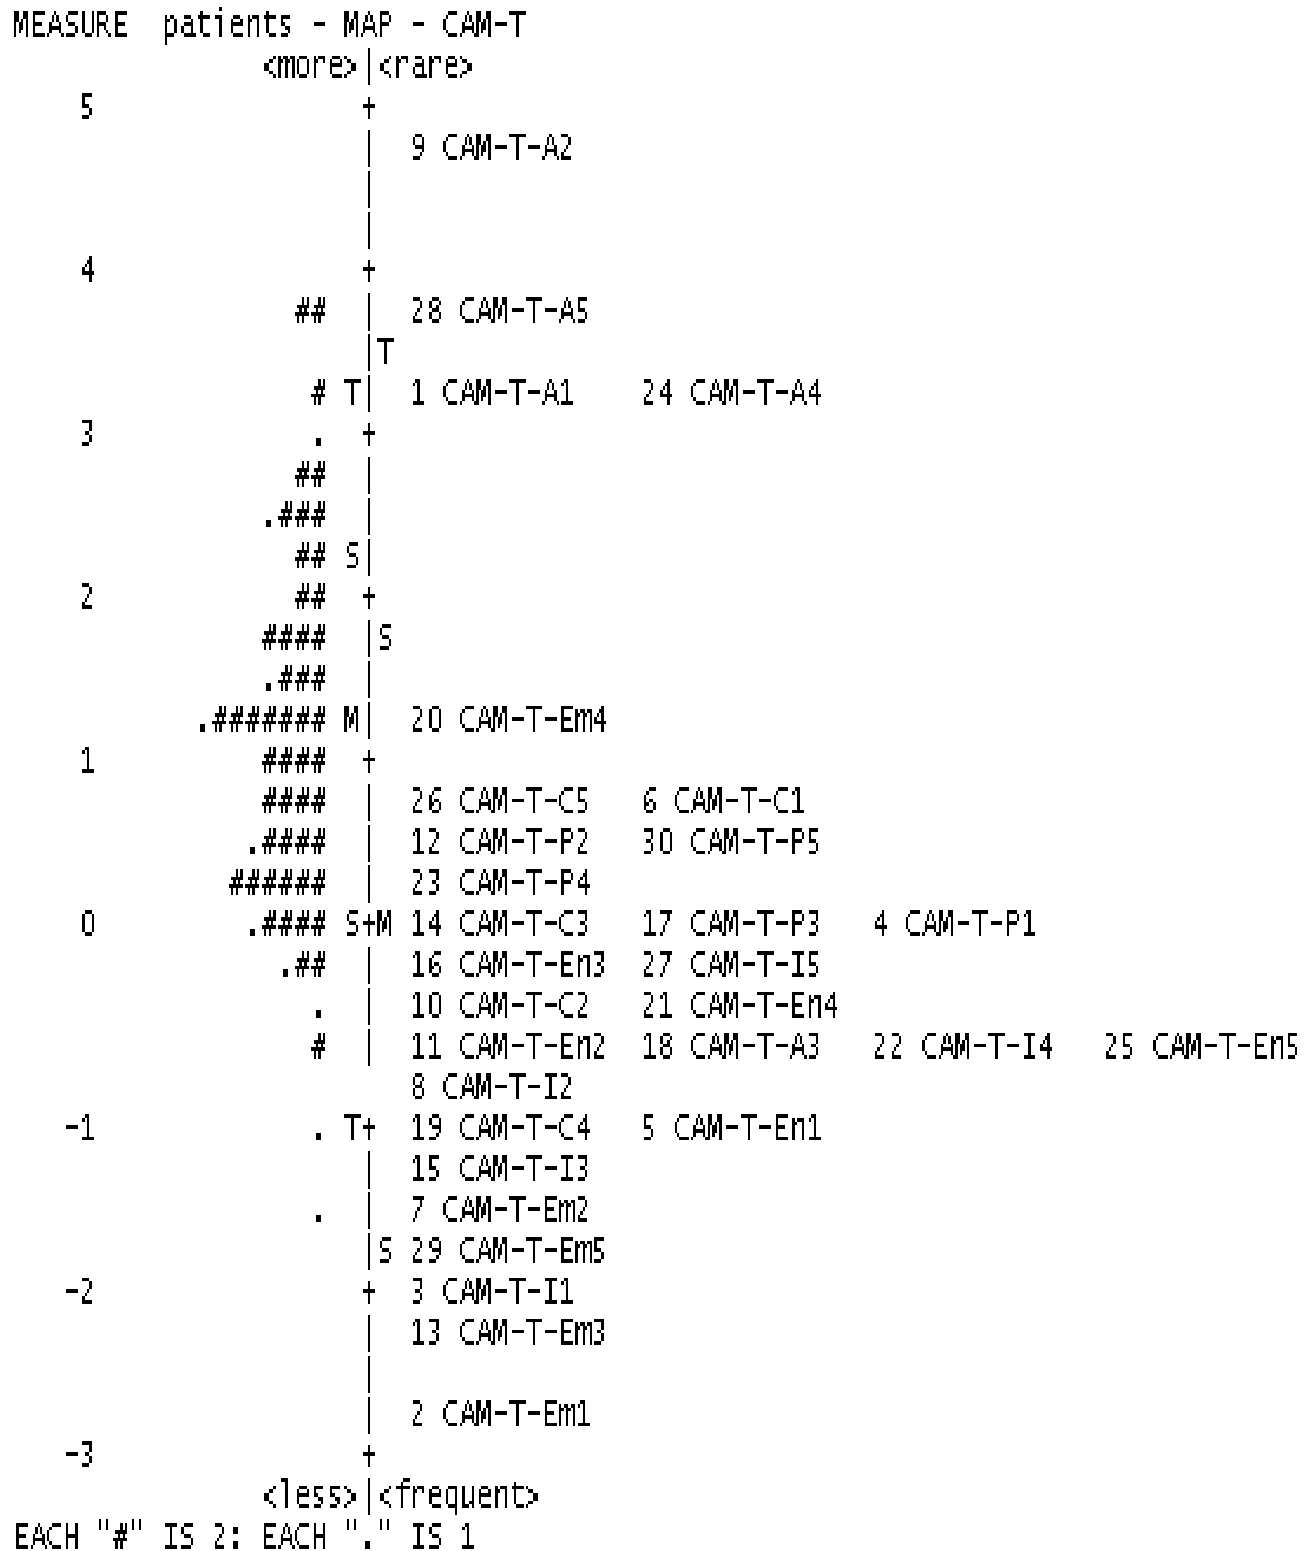 MEASURE  patients - MAP - CAM-T
                <more>|<rare>
    5                 +
                      |  9 CAM-T-A2
                      |
                      |
    4                 +
                  ##  |  28 CAM-T-A5
                      |T
                   # T|  1 CAM-T-A1    24 CAM-T-A4
    3              .  +
                  ##  |
                .###  |
                  ## S|
    2             ##  +
                ####  |S
                .###  |
            .####### M|  20 CAM-T-Em4
    1           ####  +
                ####  |  26 CAM-T-C5   6 CAM-T-C1
               .####  |  12 CAM-T-P2   30 CAM-T-P5
              ######  |  23 CAM-T-P4
    0          .#### S+M 14 CAM-T-C3   17 CAM-T-P3   4 CAM-T-P1
                 .##  |  16 CAM-T-En3  27 CAM-T-I5
                   .  |  10 CAM-T-C2   21 CAM-T-En4
                   #  |  11 CAM-T-En2  18 CAM-T-A3   22 CAM-T-I4   25 CAM-T-En5
                         8 CAM-T-I2
   -1              . T+  19 CAM-T-C4   5 CAM-T-En1
                      |  15 CAM-T-I3
                   .  |  7 CAM-T-Em2
                      |S 29 CAM-T-Em5
   -2                 +  3 CAM-T-I1
                      |  13 CAM-T-Em3
                      |
                      |  2 CAM-T-Em1
   -3                 +
                <less>|<frequent>
EACH "#" IS 2: EACH "." IS 1